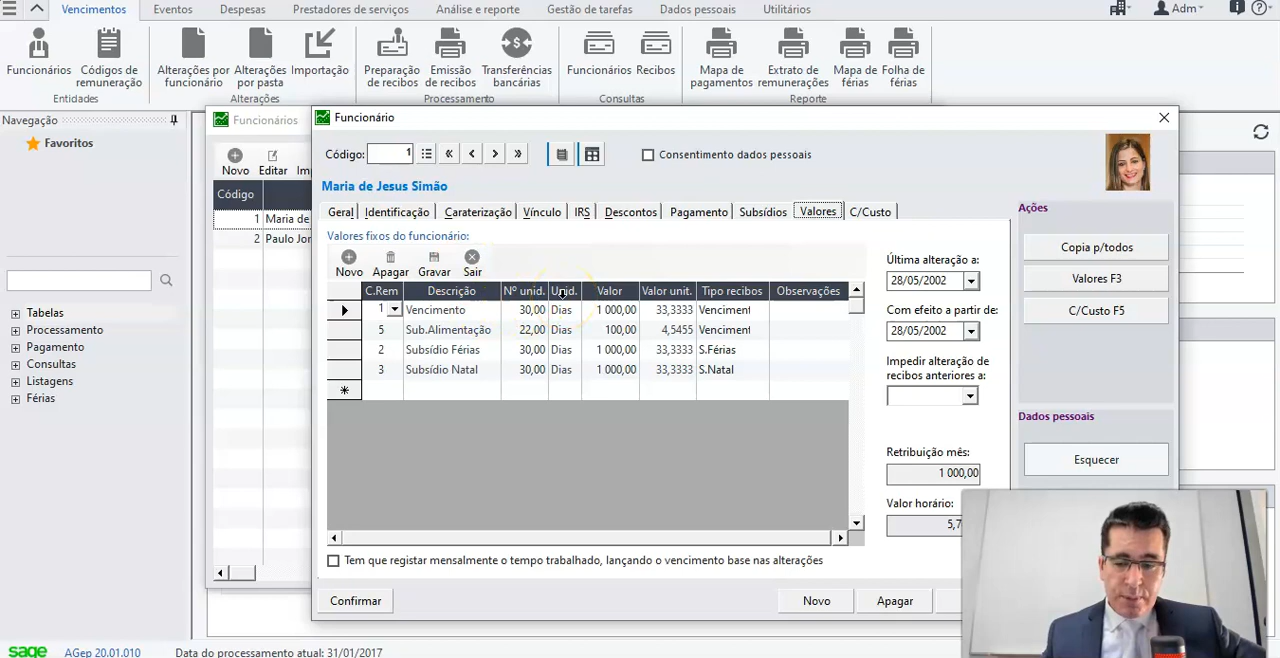 Vencimentos Eventos Despesas Prestadores de serviços Análise e reporte Gestão de tarefas Dados pessoais Utilitários Adm
Funcionários Códigos de remuneração Alterações por funcionário Alterações por pasta Importação Preparação de recibos Emissão de recibos Transferências bancárias Funcionários Recibos Mapa de pagamentos Extrato de remunerações Mapa de férias Folha de férias
Entidades Alterações Processamento Consultas Reporte
Navegação
Favoritos
Tabelas
Processamento
Pagamento
Consultas
Listagens
Férias
Funcionários
Novo Editar
Código
1 Maria de
2 Paulo Jor
Funcionário
Código: 1 Consentimento dados pessoais
Maria de Jesus Simão
Geral Identificação Caraterização Vínculo IRS Descontos Pagamento Subsídios Valores C/Custo
Valores fixos do funcionário:
Novo Apagar Gravar Sair
C.Rem Descrição Nº unid. Unid. Valor Valor unit. Tipo recibos Observações
1 Vencimento 30,00 Dias 1 000,00 33,3333 Venciment
5 Sub.Alimentação 22,00 Dias 100,00 4,5455 Venciment
2 Subsídio Férias 30,00 Dias 1 000,00 33,3333 S.Férias
3 Subsídio Natal 30,00 Dias 1 000,00 33,3333 S.Natal
Tem que registar mensalmente o tempo trabalhado, lançando o vencimento base nas alterações
Confirmar Novo Apagar
Última alteração a:
28/05/2002
Com efeito a partir de:
28/05/2002
Impedir alteração de
recibos anteriores a:
Retribuição mês:
1 000,00
Valor horário:
5,7
Ações
Copia p/todos
Valores F3
C/Custo F5
Dados pessoais
Esquecer
sage AGep 20.01.010 Data do processamento atual: 31/01/2017